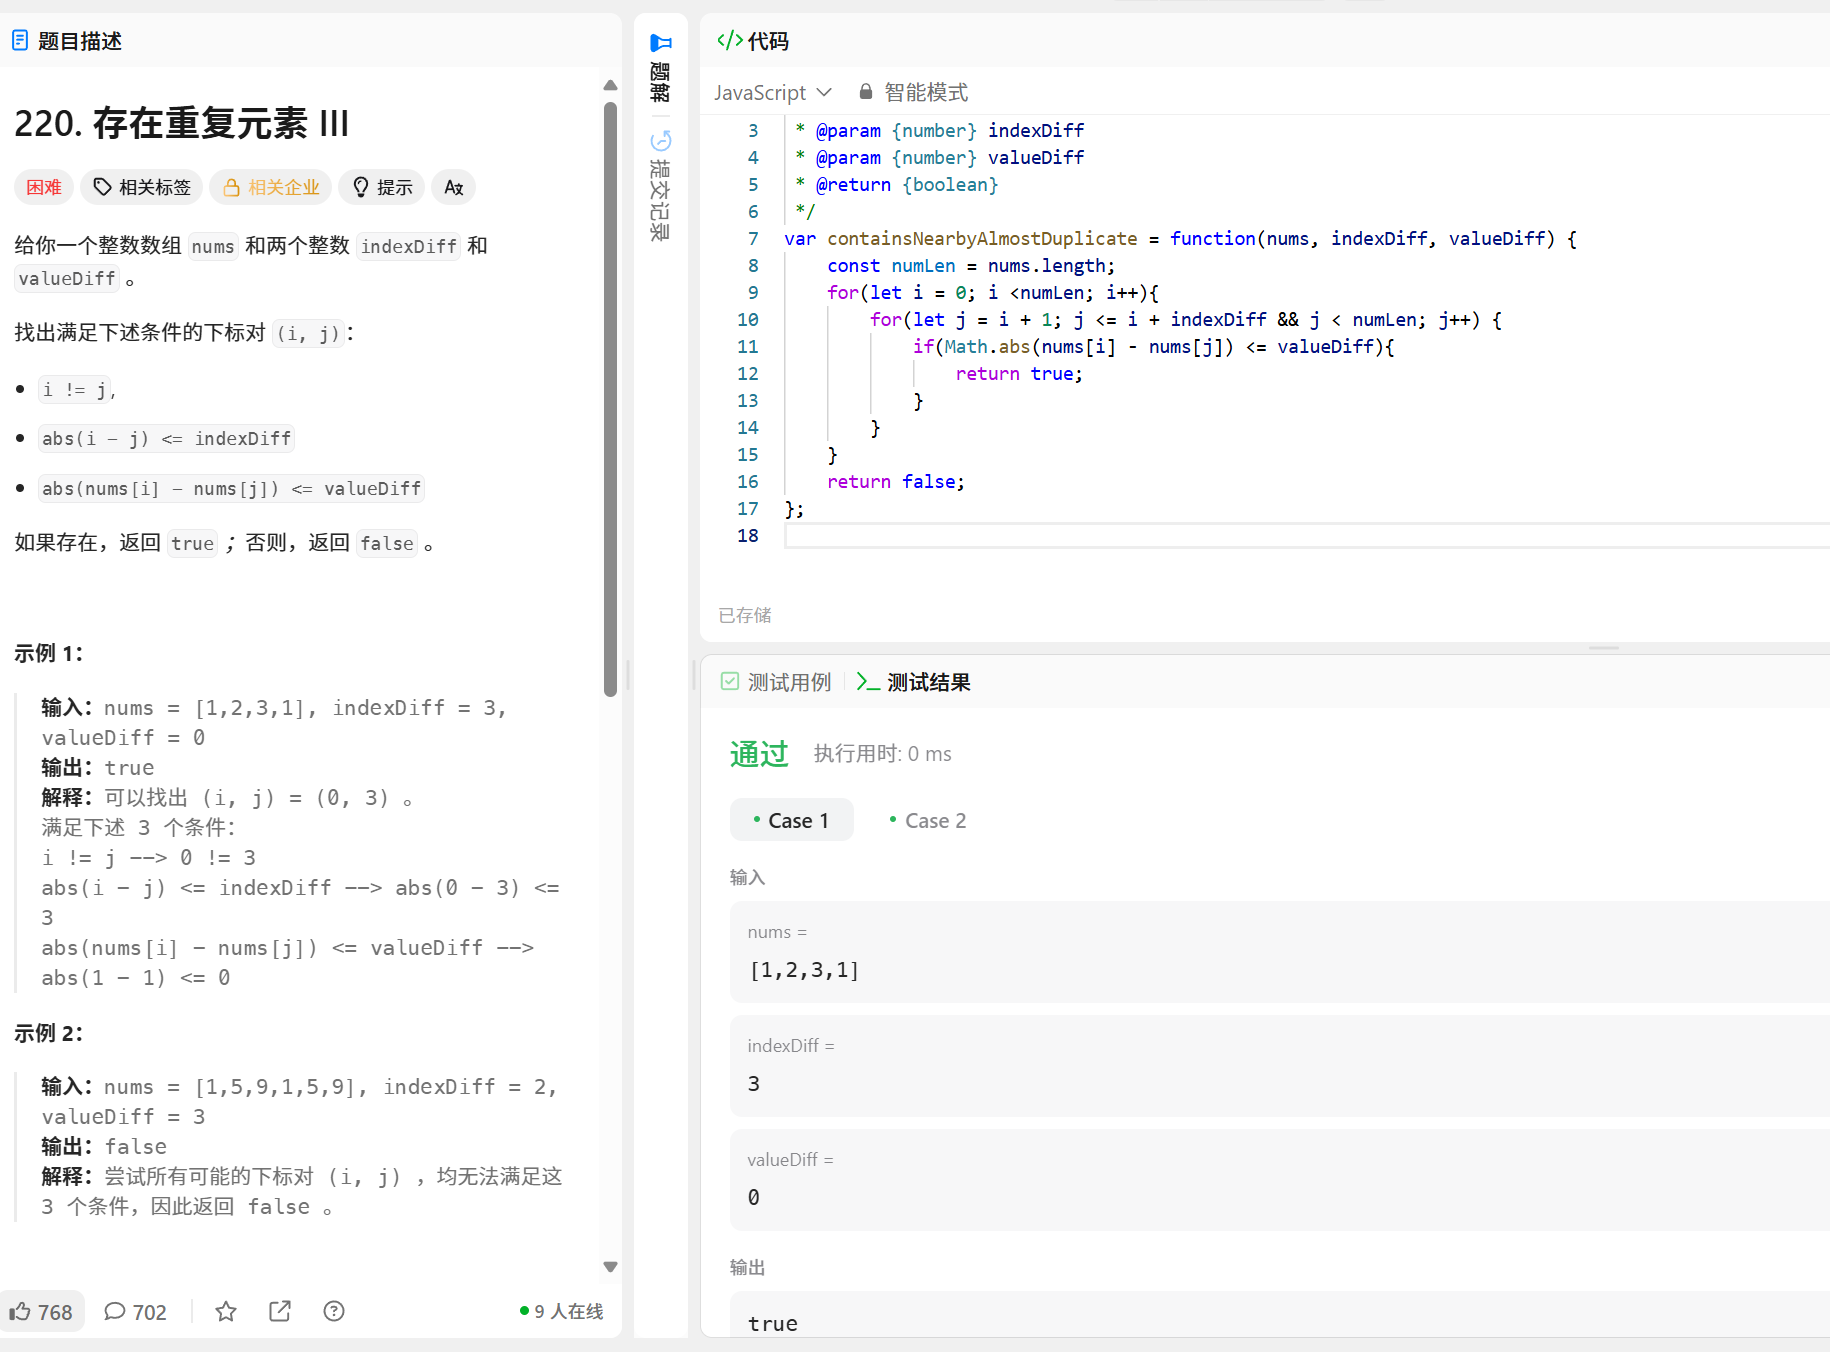 题目描述
220. 存在重复元素 III
困难 相关标签 相关企业 提示
给你一个整数数组 nums 和两个整数 indexDiff 和
valueDiff 。
找出满足下述条件的下标对 (i, j)：
i != j,
abs(i - j) <= indexDiff
abs(nums[i] - nums[j]) <= valueDiff
如果存在，返回 true ；否则，返回 false 。
示例 1：
输入：nums = [1,2,3,1], indexDiff = 3,
valueDiff = 0
输出：true
解释：可以找出 (i, j) = (0, 3) 。
满足下述 3 个条件：
i != j --> 0 != 3
abs(i - j) <= indexDiff --> abs(0 - 3) <=
3
abs(nums[i] - nums[j]) <= valueDiff -->
abs(1 - 1) <= 0
示例 2：
输入：nums = [1,5,9,1,5,9], indexDiff = 2,
valueDiff = 3
输出：false
解释：尝试所有可能的下标对 (i, j) ，均无法满足这
3 个条件，因此返回 false 。
768 702 9 人在线
题解
提交记录
</> 代码
JavaScript 智能模式
3 * @param {number} indexDiff
4 * @param {number} valueDiff
5 * @return {boolean}
6 */
7 var containsNearbyAlmostDuplicate = function(nums, indexDiff, valueDiff) {
8 const numLen = nums.length;
9 for(let i = 0; i <numLen; i++){
10 for(let j = i + 1; j <= i + indexDiff && j < numLen; j++) {
11 if(Math.abs(nums[i] - nums[j]) <= valueDiff){
12 return true;
13 }
14 }
15 }
16 return false;
17 };
18
已存储
测试用例 测试结果
通过 执行用时: 0 ms
Case 1 Case 2
输入
nums =
[1,2,3,1]
indexDiff =
3
valueDiff =
0
输出
true